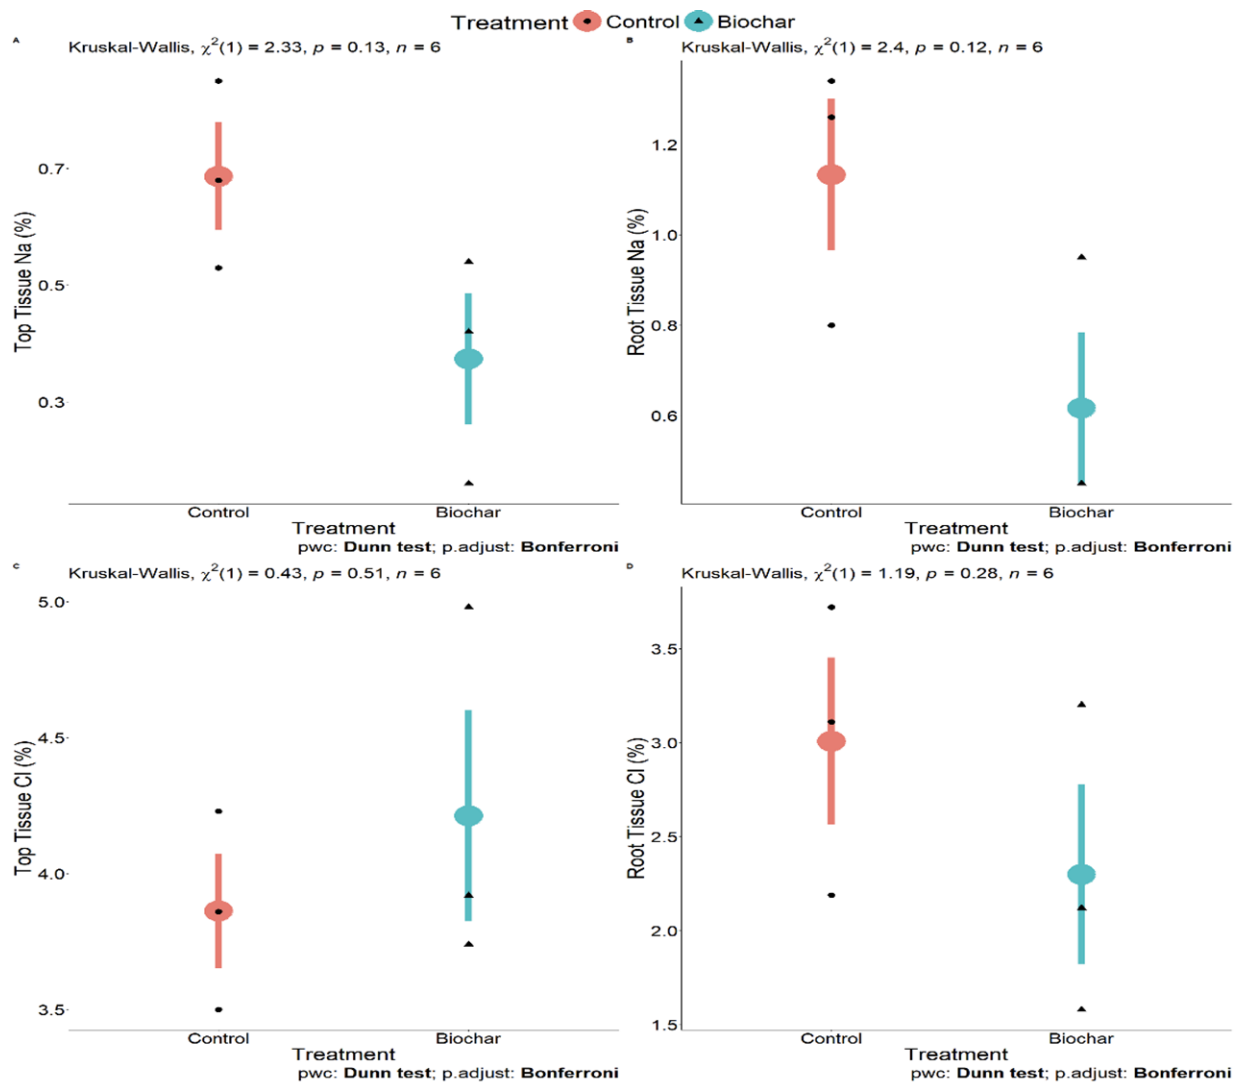 Treatment Control Biochar
A
Kruskal-Wallis, χ²(1) = 2.33, p = 0.13, n = 6
Top Tissue Na (%)
0.7
0.5
0.3
Control Biochar
Treatment
pwc: Dunn test; p.adjust: Bonferroni
B
Kruskal-Wallis, χ²(1) = 2.4, p = 0.12, n = 6
Root Tissue Na (%)
1.2
1.0
0.8
0.6
Control Biochar
Treatment
pwc: Dunn test; p.adjust: Bonferroni
C
Kruskal-Wallis, χ²(1) = 0.43, p = 0.51, n = 6
Top Tissue Cl (%)
5.0
4.5
4.0
3.5
Control Biochar
Treatment
pwc: Dunn test; p.adjust: Bonferroni
D
Kruskal-Wallis, χ²(1) = 1.19, p = 0.28, n = 6
Root Tissue Cl (%)
3.5
3.0
2.5
2.0
1.5
Control Biochar
Treatment
pwc: Dunn test; p.adjust: Bonferroni